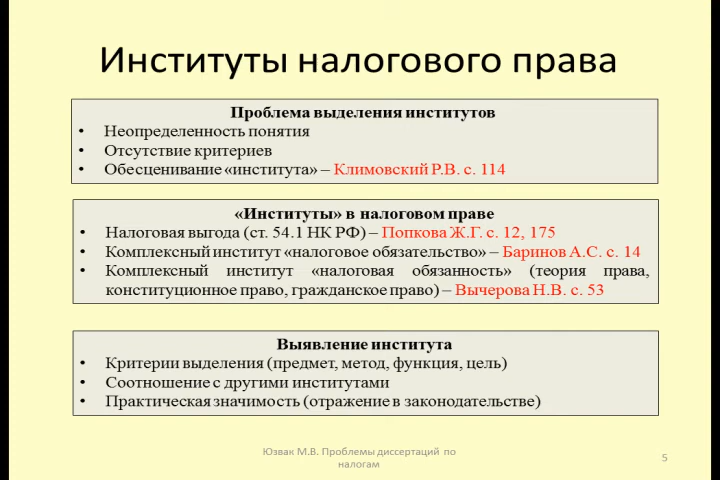 Институты налогового права
Проблема выделения институтов
• Неопределенность понятия
• Отсутствие критериев
• Обесценивание «института» – Климовский Р.В. с. 114
«Институты» в налоговом праве
• Налоговая выгода (ст. 54.1 НК РФ) – Попкова Ж.Г. с. 12, 175
• Комплексный институт «налоговое обязательство» – Баринов А.С. с. 14
• Комплексный институт «налоговая обязанность» (теория права,
конституционное право, гражданское право) – Вычерова Н.В. с. 53
Выявление института
• Критерии выделения (предмет, метод, функция, цель)
• Соотношение с другими институтами
• Практическая значимость (отражение в законодательстве)
Юзвак М.В. Проблемы диссертаций по
налогам
5